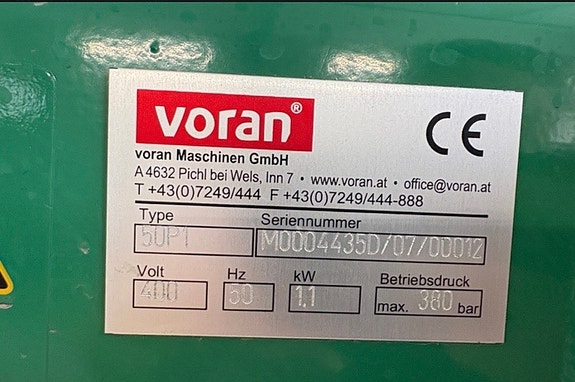 voran®
CE
voran Maschinen GmbH
A 4632 Pichl bei Wels, Inn 7 • www.voran.at • office@voran.at
T +43(0)7249/444 F +43(0)7249/444-888
Type Seriennummer
50P1 M0004435D/07/00012
Volt Hz kW Betriebsdruck
400 50 1.1 max. 380 bar